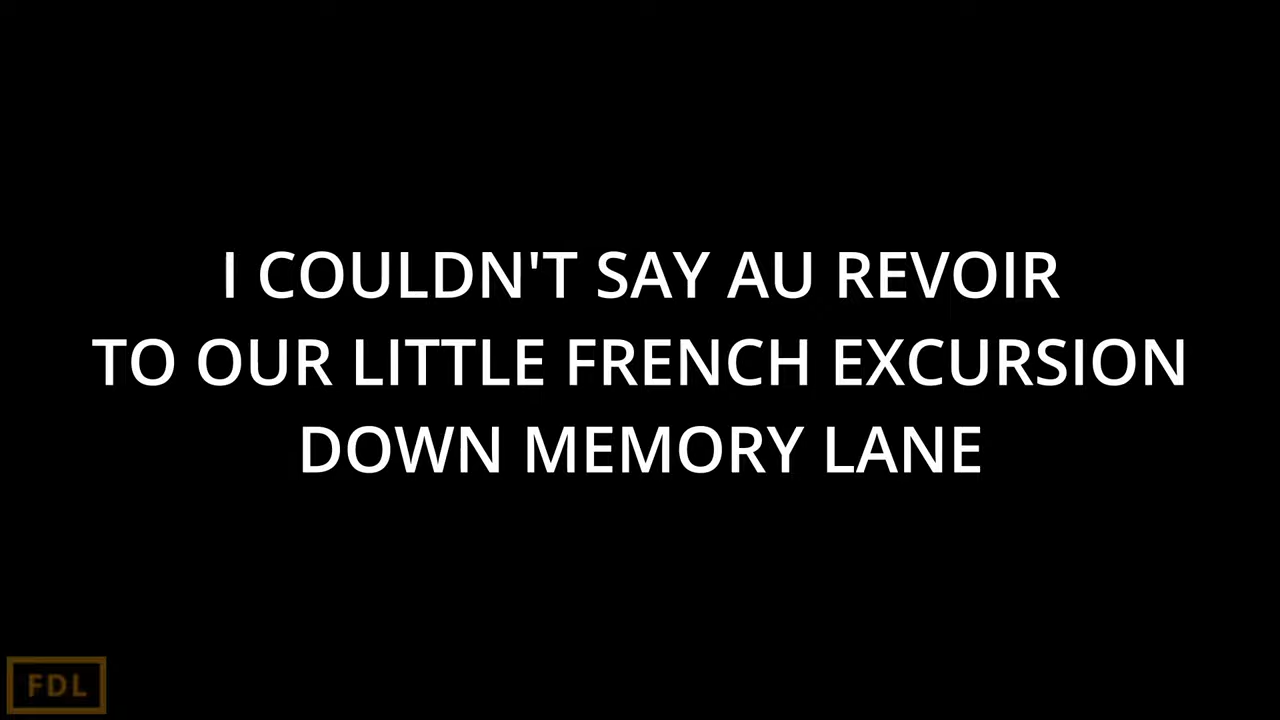 I COULDN'T SAY AU REVOIR
TO OUR LITTLE FRENCH EXCURSION
DOWN MEMORY LANE
FDL